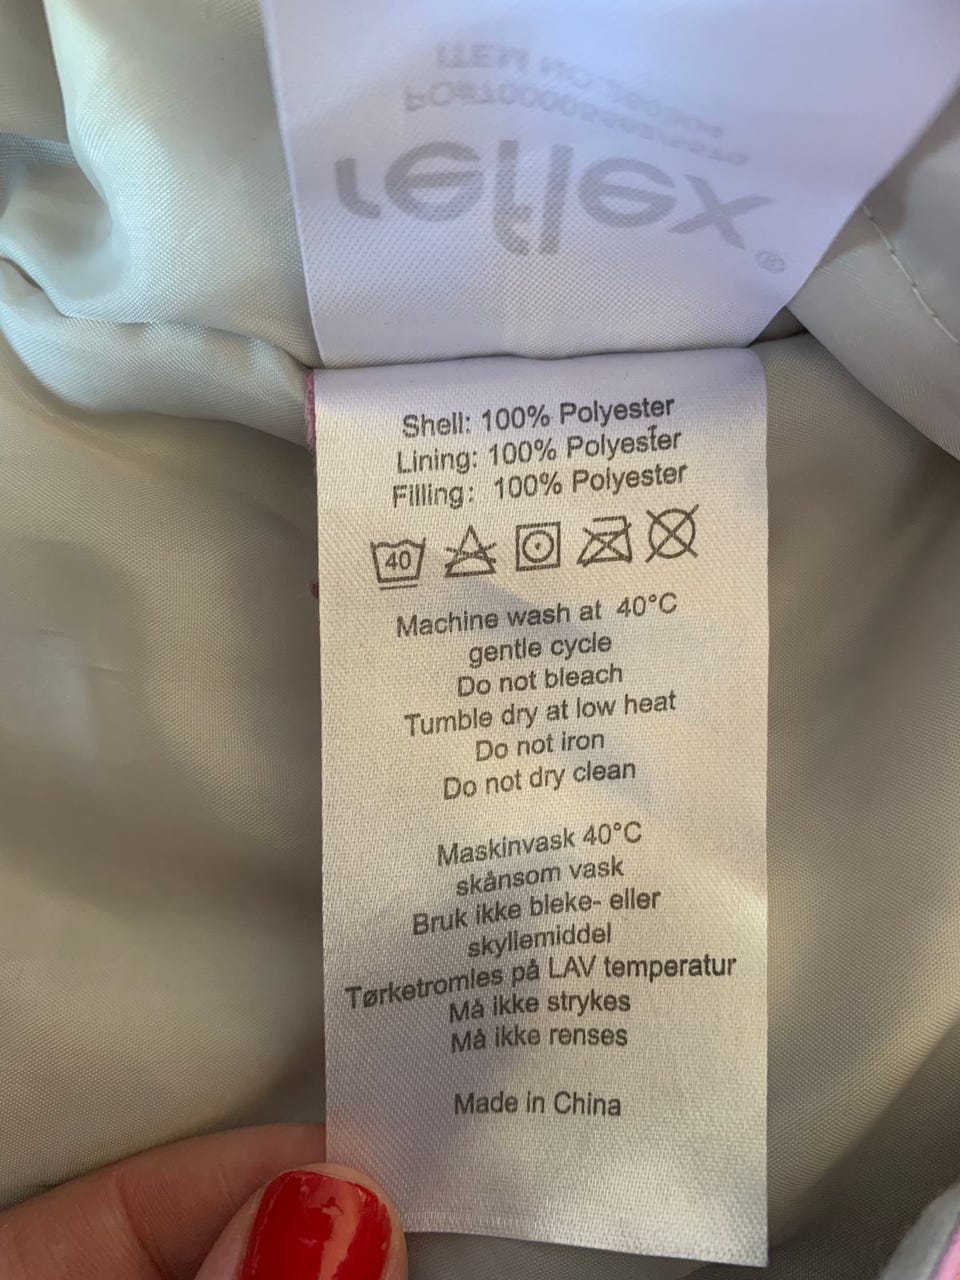 reflex®
Shell: 100% Polyester
Lining: 100% Polyester
Filling: 100% Polyester
40
Machine wash at 40°C
gentle cycle
Do not bleach
Tumble dry at low heat
Do not iron
Do not dry clean
Maskinvask 40°C
skånsom vask
Bruk ikke bleke- eller
skyllemiddel
Tørketromles på LAV temperatur
Må ikke strykes
Må ikke renses
Made in China
ITEM NO